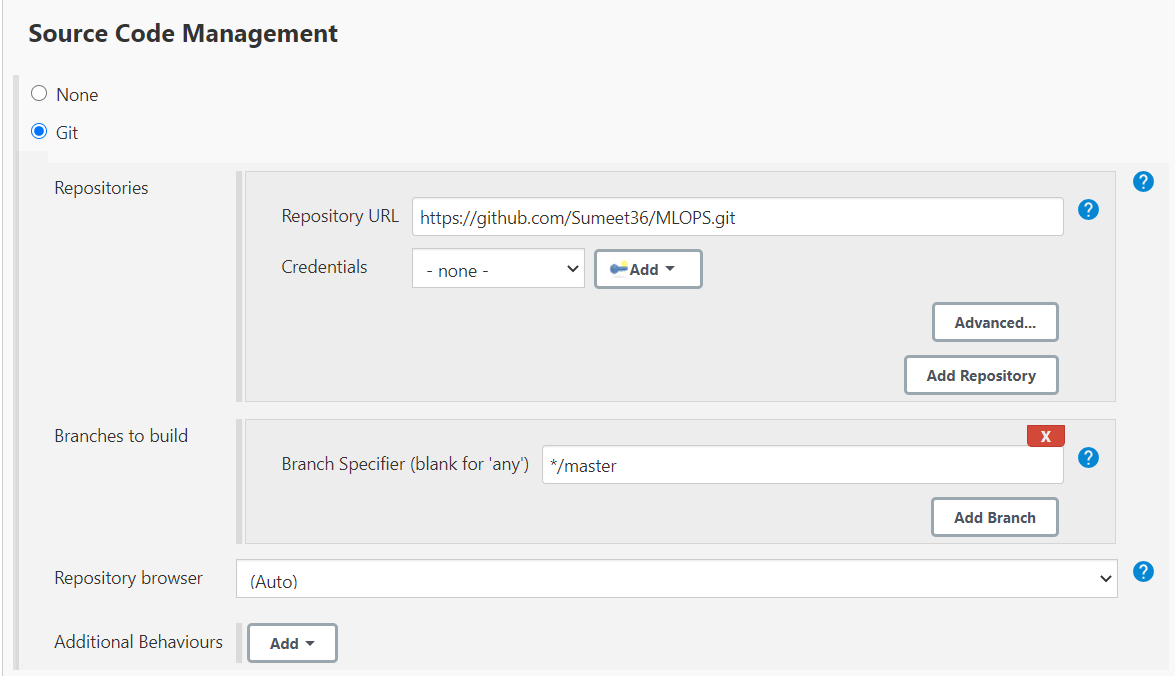 Source Code Management
None
Git
Repositories
?
Repository URL https://github.com/Sumeet36/MLOPS.git ?
Credentials - none - Add
Advanced...
Add Repository
Branches to build
X
Branch Specifier (blank for 'any') */master ?
Add Branch
Repository browser (Auto) ?
Additional Behaviours Add